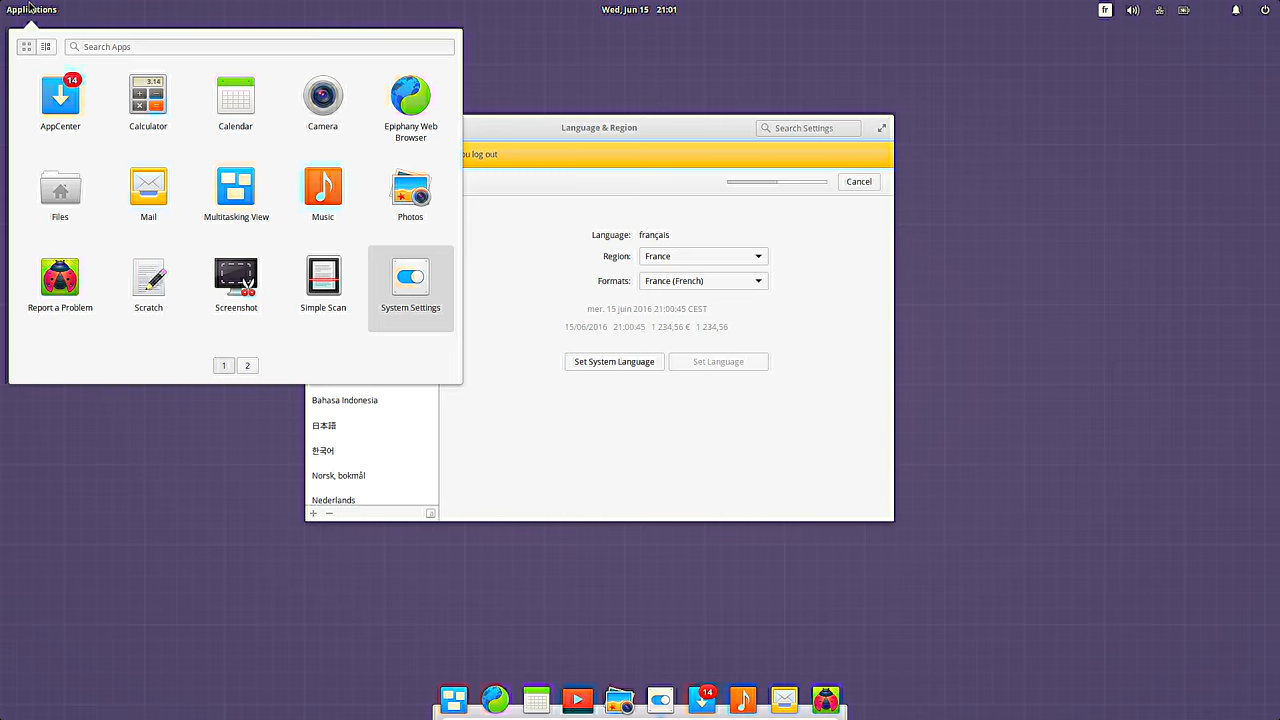 Applications
Wed, Jun 15 21:01
fr
Search Apps
14
3.14
AppCenter
Calculator
Calendar
Camera
Epiphany Web
Browser
Files
Mail
Multitasking View
Music
Photos
Report a Problem
Scratch
Screenshot
Simple Scan
System Settings
1
2
Language & Region
Search Settings
you log out
Cancel
Language: français
Region: France
Formats: France (French)
mer. 15 juin 2016 21:00:45 CEST
15/06/2016 21:00:45 1 234,56 € 1 234,56
Set System Language
Set Language
Bahasa Indonesia
日本語
한국어
Norsk, bokmål
Nederlands
14